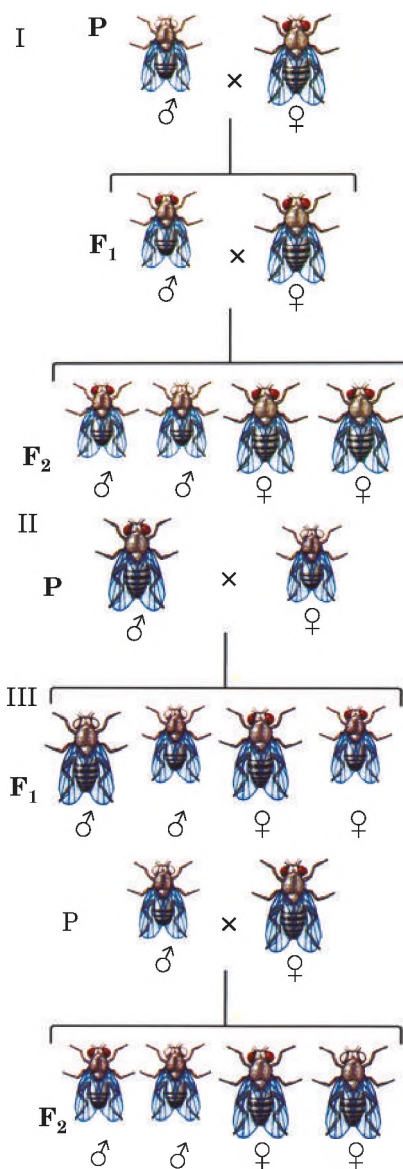 I P
♂ × ♀
F₁
♂ × ♀
F₂
♂ ♂ ♀ ♀
II
P ♂ × ♀
III
F₁
♂ ♂ ♀ ♀
P ♂ × ♀
F₂
♂ ♂ ♀ ♀